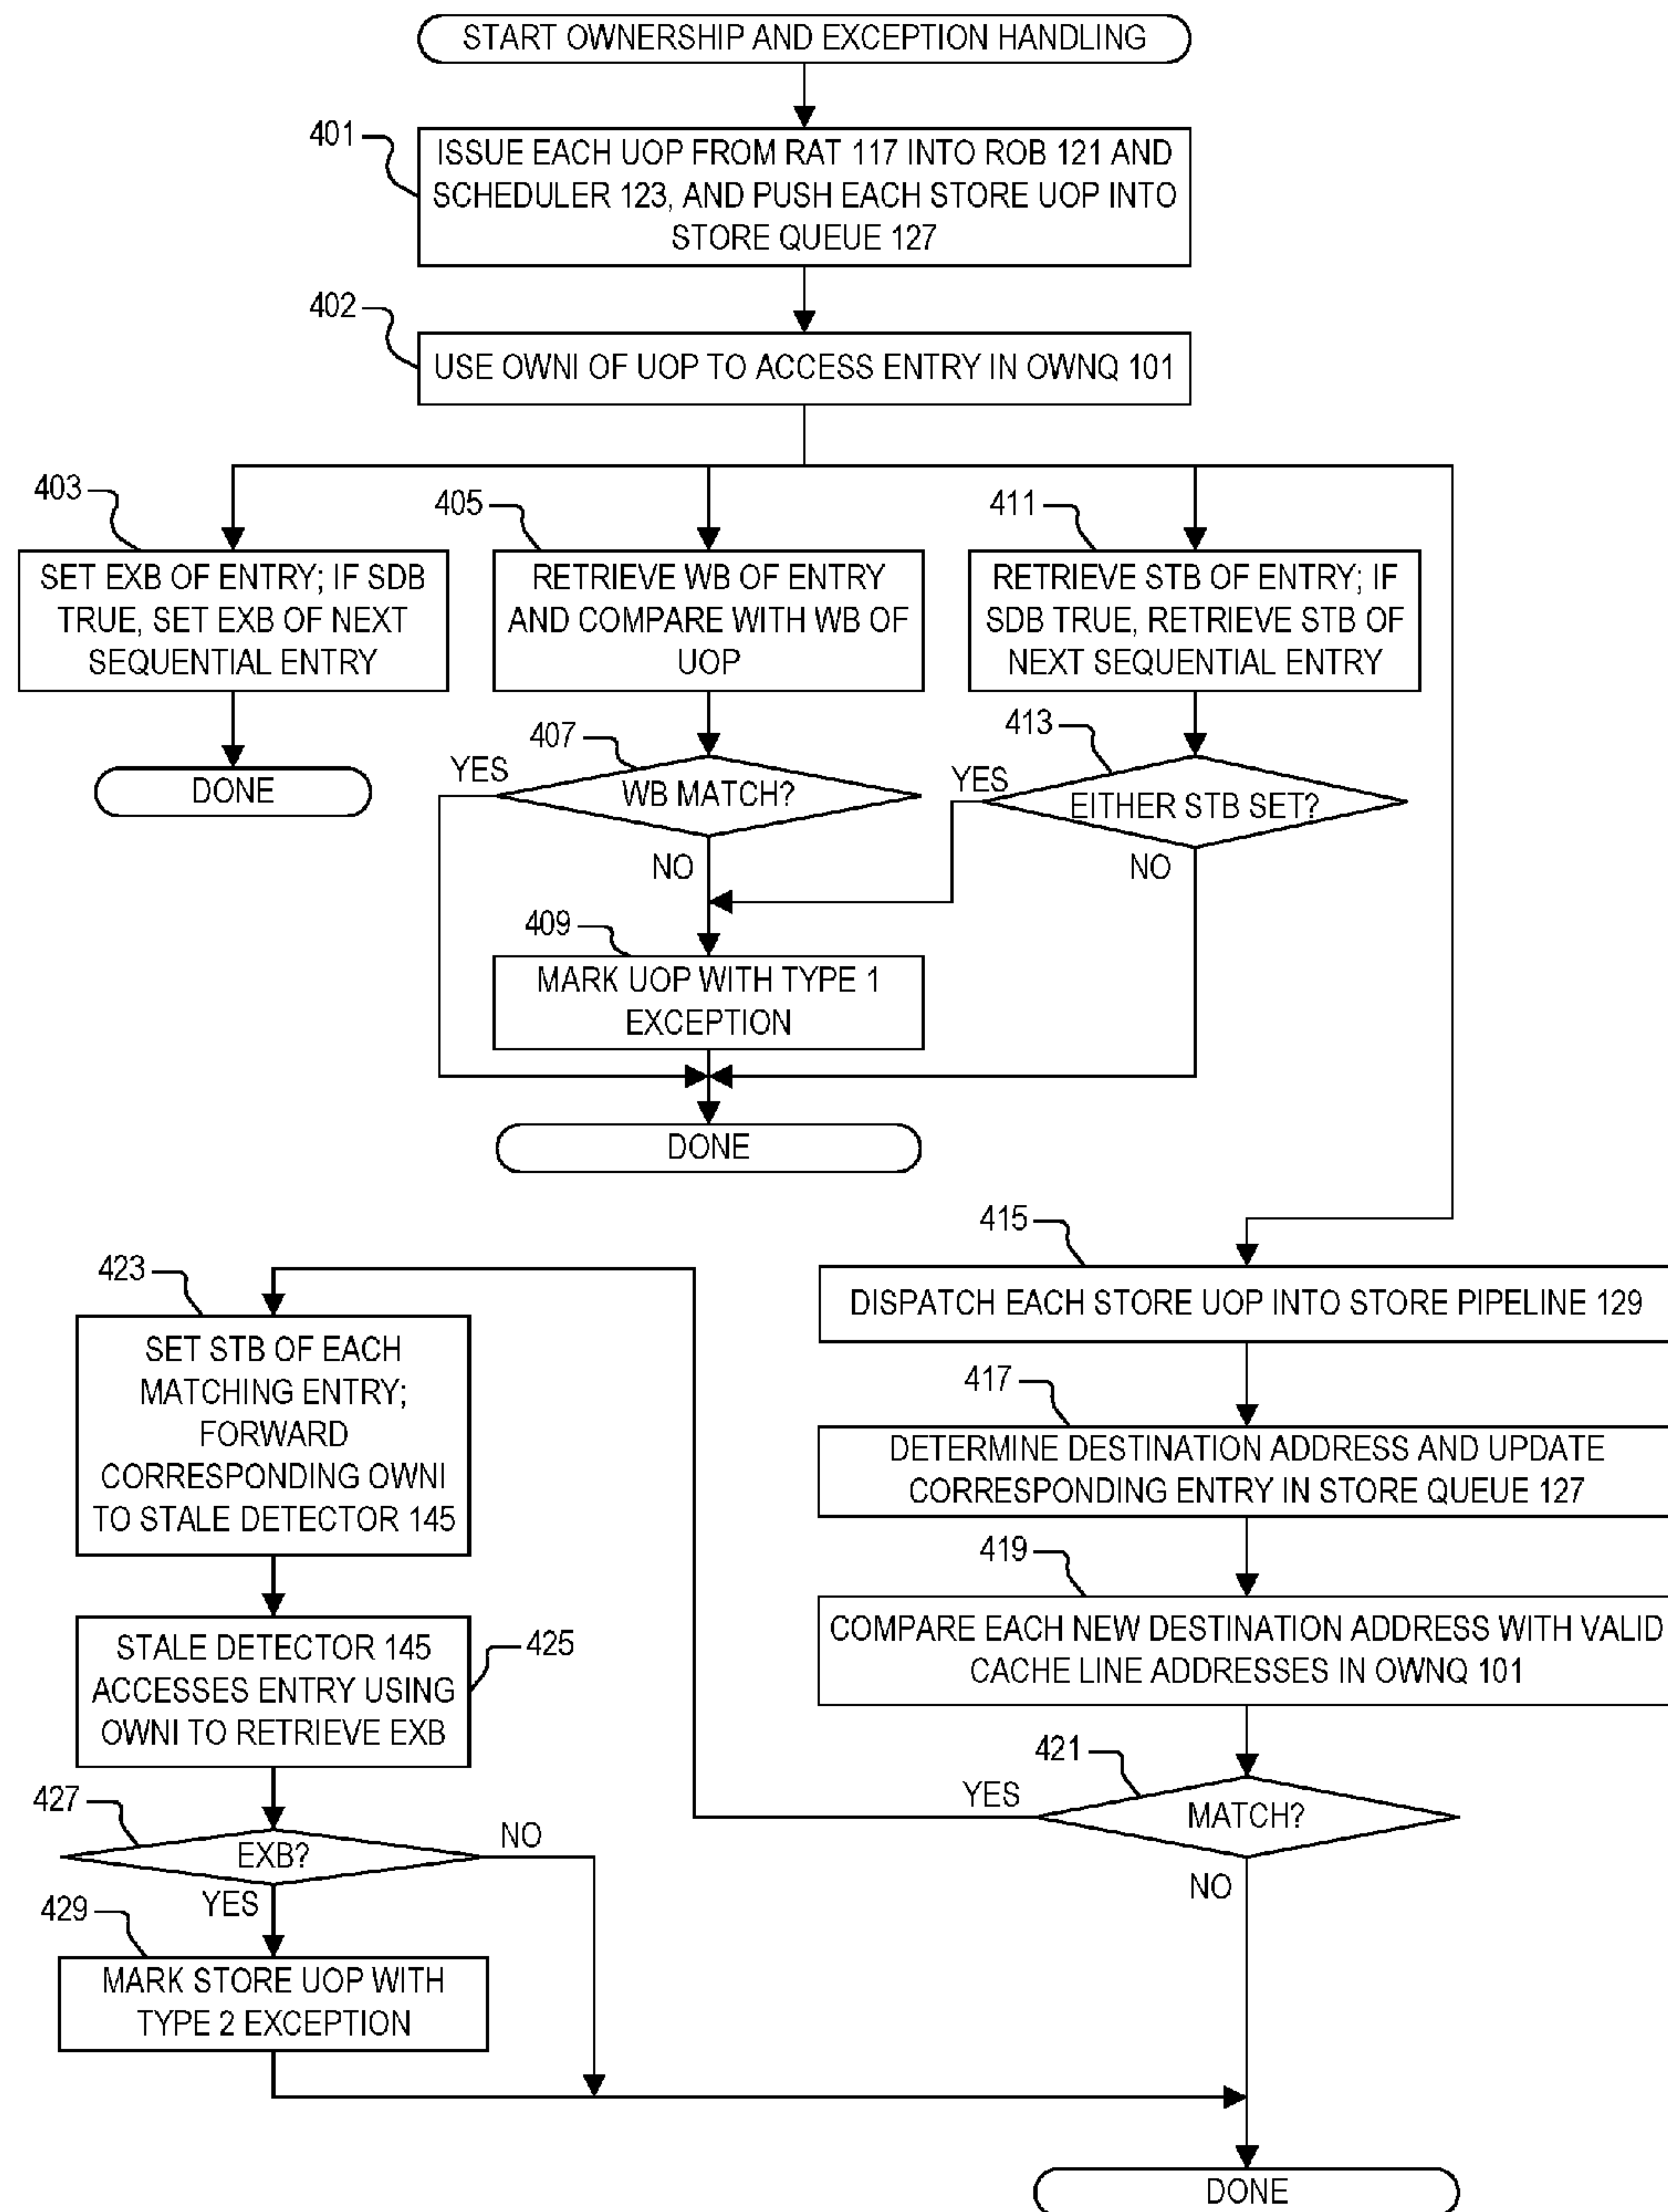 START OWNERSHIP AND EXCEPTION HANDLING
401
ISSUE EACH UOP FROM RAT 117 INTO ROB 121 AND
SCHEDULER 123, AND PUSH EACH STORE UOP INTO
STORE QUEUE 127
402
USE OWNI OF UOP TO ACCESS ENTRY IN OWNQ 101
403
SET EXB OF ENTRY; IF SDB
TRUE, SET EXB OF NEXT
SEQUENTIAL ENTRY
DONE
405
RETRIEVE WB OF ENTRY
AND COMPARE WITH WB OF
UOP
407
YES
WB MATCH?
NO
409
MARK UOP WITH TYPE 1
EXCEPTION
DONE
411
RETRIEVE STB OF ENTRY; IF
SDB TRUE, RETRIEVE STB OF
NEXT SEQUENTIAL ENTRY
413
YES
EITHER STB SET?
NO
415
DISPATCH EACH STORE UOP INTO STORE PIPELINE 129
417
DETERMINE DESTINATION ADDRESS AND UPDATE
CORRESPONDING ENTRY IN STORE QUEUE 127
419
COMPARE EACH NEW DESTINATION ADDRESS WITH VALID
CACHE LINE ADDRESSES IN OWNQ 101
421
YES
MATCH?
NO
423
SET STB OF EACH
MATCHING ENTRY;
FORWARD
CORRESPONDING OWNI
TO STALE DETECTOR 145
425
STALE DETECTOR 145
ACCESSES ENTRY USING
OWNI TO RETRIEVE EXB
427
EXB?
NO
YES
429
MARK STORE UOP WITH
TYPE 2 EXCEPTION
DONE